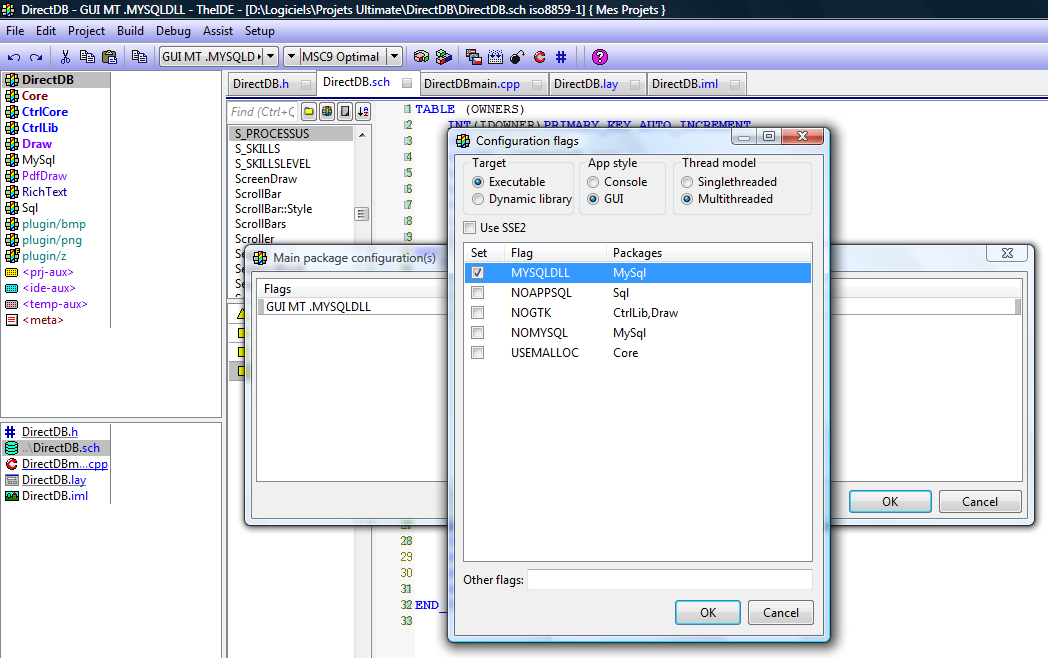 DirectDB - GUI MT .MYSQLDLL - TheIDE - [D:\Logiciels\Projets Ultimate\DirectDB\DirectDB.sch iso8859-1] { Mes Projets }
File Edit Project Build Debug Assist Setup
GUI MT .MYSQLD MSC9 Optimal
DirectDB
Core
CtrlCore
CtrlLib
Draw
MySql
PdfDraw
RichText
Sql
plugin/bmp
plugin/png
plugin/z
<prj-aux>
<ide-aux>
<temp-aux>
<meta>
DirectDB.h
..\DirectDB.sch
DirectDBm...cpp
DirectDB.lay
DirectDB.iml
DirectDB.h DirectDB.sch DirectDBmain.cpp DirectDB.lay DirectDB.iml
Find (Ctrl+Q
S_PROCESSUS
S_SKILLS
S_SKILLSLEVEL
ScreenDraw
ScrollBar
ScrollBar::Style
ScrollBars
Scroller
1 TABLE (OWNERS)
2 INT(IDOWNER)PRIMARY_KEY AUTO_INCREMENT
3
4
5
6
7
8
9
28
29
30
31
32 END_
33
Main package configuration(s)
Flags
GUI MT .MYSQLDLL
OK Cancel
Configuration flags
Target App style Thread model
Executable Console Singlethreaded
Dynamic library GUI Multithreaded
Use SSE2
Set Flag Packages
MYSQLDLL MySql
NOAPPSQL Sql
NOGTK CtrlLib,Draw
NOMYSQL MySql
USEMALLOC Core
Other flags:
OK Cancel